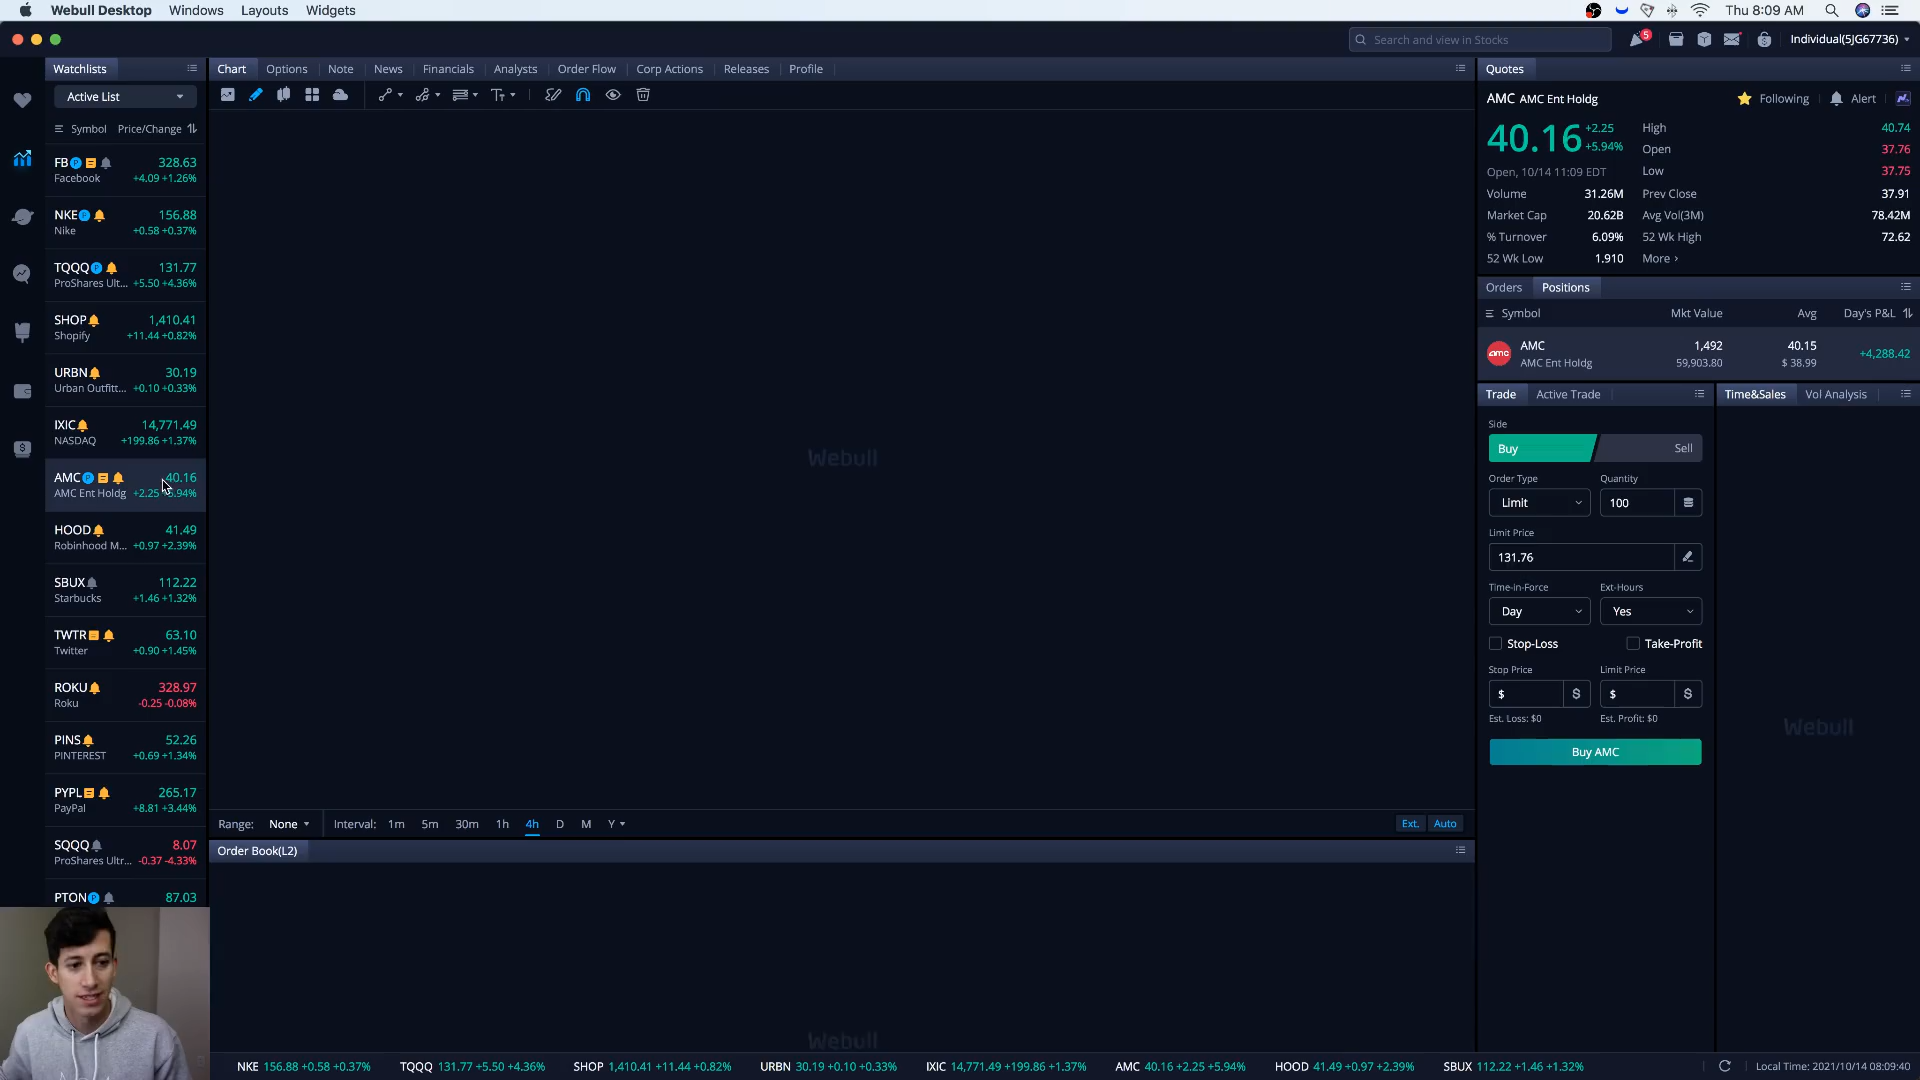 Webull Desktop Windows Layouts Widgets Thu 8:09 AM
Search and view in Stocks 5 Individual(5JG67736)
Watchlists
Active List
Symbol Price/Change
FB 328.63
Facebook +4.09 +1.26%
NKE 156.88
Nike +0.58 +0.37%
TQQQ 131.77
ProShares Ult... +5.50 +4.36%
SHOP 1,410.41
Shopify +11.44 +0.82%
URBN 30.19
Urban Outfitt... +0.10 +0.33%
IXIC 14,771.49
NASDAQ +199.86 +1.37%
AMC 40.16
AMC Ent Holdg +2.25 5.94%
HOOD 41.49
Robinhood M... +0.97 +2.39%
SBUX 112.22
Starbucks +1.46 +1.32%
TWTR 63.10
Twitter +0.90 +1.45%
ROKU 328.97
Roku -0.25 -0.08%
PINS 52.26
PINTEREST +0.69 +1.34%
PYPL 265.17
PayPal +8.81 +3.44%
SQQQ 8.07
ProShares Ultr... -0.37 -4.33%
PTON 87.03
Chart Options Note News Financials Analysts Order Flow Corp Actions Releases Profile
Webull
Range: None Interval: 1m 5m 30m 1h 4h D M Y Ext. Auto
Order Book(L2)
Webull
Quotes
AMC AMC Ent Holdg Following Alert
40.16 +2.25 +5.94%
Open, 10/14 11:09 EDT
High 40.74
Open 37.76
Low 37.75
Volume 31.26M Prev Close 37.91
Market Cap 20.62B Avg Vol(3M) 78.42M
% Turnover 6.09% 52 Wk High 72.62
52 Wk Low 1.910 More
Orders Positions
Symbol Mkt Value Avg Day's P&L
amc AMC 1,492 40.15 +4,288.42
AMC Ent Holdg 59,903.80 $ 38.99
Trade Active Trade
Side
Buy Sell
Order Type Quantity
Limit 100
Limit Price
131.76
Time-in-Force Ext-Hours
Day Yes
Stop-Loss Take-Profit
Stop Price Limit Price
$ $ $ $
Est. Loss: $0 Est. Profit: $0
Buy AMC
Time&Sales Vol Analysis
Webull
NKE 156.88 +0.58 +0.37% TQQQ 131.77 +5.50 +4.36% SHOP 1,410.41 +11.44 +0.82% URBN 30.19 +0.10 +0.33% IXIC 14,771.49 +199.86 +1.37% AMC 40.16 +2.25 +5.94% HOOD 41.49 +0.97 +2.39% SBUX 112.22 +1.46 +1.32% Local Time: 2021/10/14 08:09:40